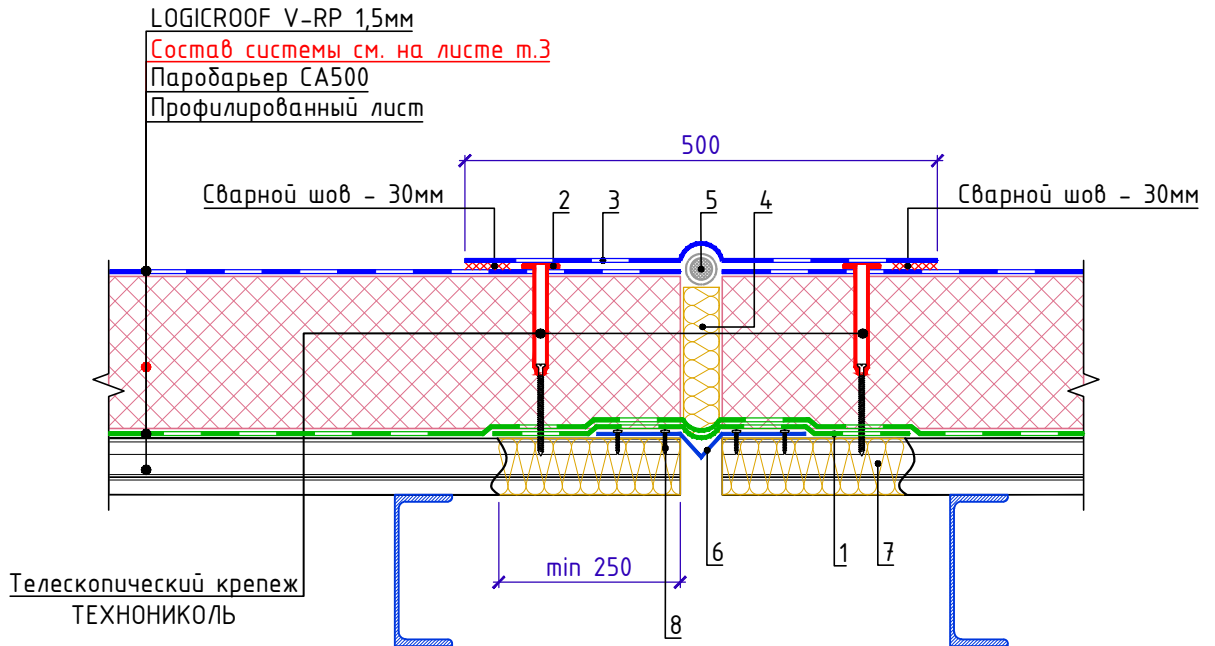 LOGICROOF V-RP 1,5мм
Состав системы см. на листе т.3
Паробарьер СА500
Профилированный лист
500
Сварной шов - 30мм
2
3
5
4
Сварной шов - 30мм
6
1
7
min 250
Телескопический крепеж
ТЕХНОНИКОЛЬ
8